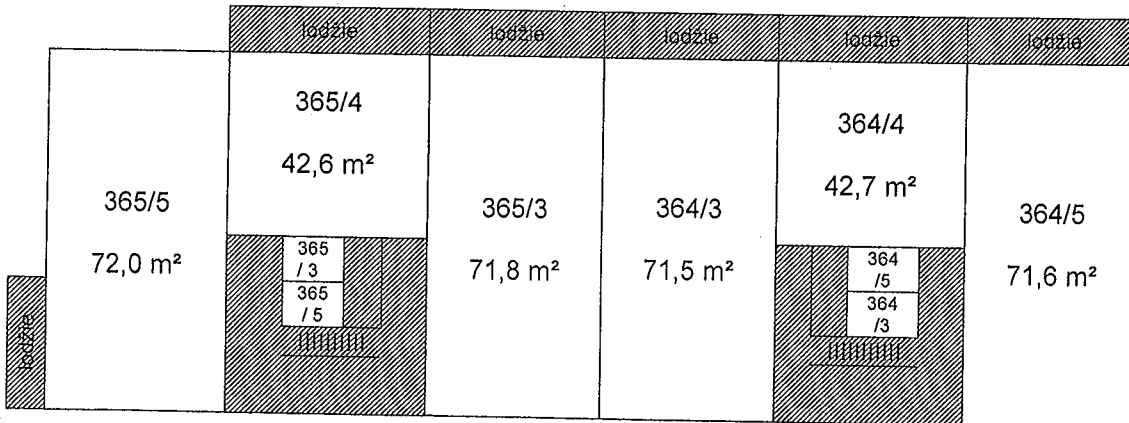 lodžie
lodžie
lodžie
lodžie
lodžie
365/4
42,6 m²
364/4
42,7 m²
365/5
72,0 m²
365/3
71,8 m²
364/3
71,5 m²
364/5
71,6 m²
365
/ 3
365
/ 5
364
/5
364
/3
lodžie